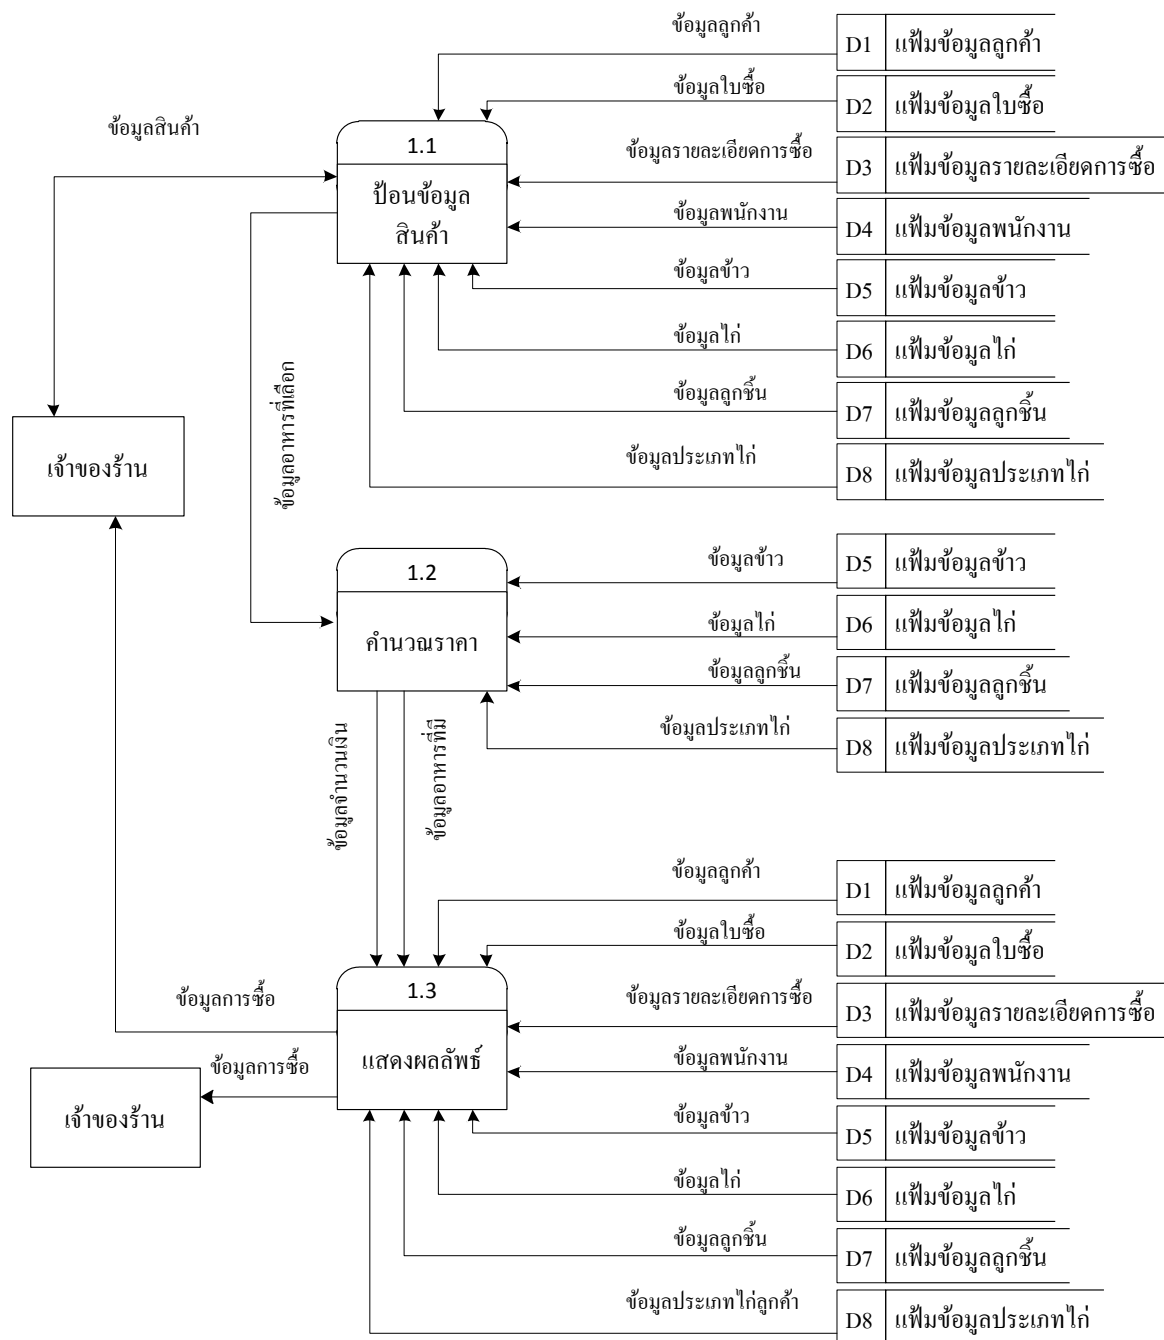 ข้อมูลลูกค้า
D1 แฟ้มข้อมูลลูกค้า
ข้อมูลใบซื้อ
D2 แฟ้มข้อมูลใบซื้อ
ข้อมูลสินค้า
1.1
ป้อนข้อมูล
สินค้า
ข้อมูลรายละเอียดการซื้อ
D3 แฟ้มข้อมูลรายละเอียดการซื้อ
ข้อมูลพนักงาน
D4 แฟ้มข้อมูลพนักงาน
ข้อมูลข้าว
D5 แฟ้มข้อมูลข้าว
ข้อมูลไก่
D6 แฟ้มข้อมูลไก่
ข้อมูลลูกชิ้น
D7 แฟ้มข้อมูลลูกชิ้น
ข้อมูลประเภทไก่
D8 แฟ้มข้อมูลประเภทไก่
ข้อมูลอาหารที่เลือก
เจ้าของร้าน
1.2
คำนวณราคา
ข้อมูลข้าว
D5 แฟ้มข้อมูลข้าว
ข้อมูลไก่
D6 แฟ้มข้อมูลไก่
ข้อมูลลูกชิ้น
D7 แฟ้มข้อมูลลูกชิ้น
ข้อมูลประเภทไก่
D8 แฟ้มข้อมูลประเภทไก่
ข้อมูลจำนวนเงิน
ข้อมูลอาหารที่มี
ข้อมูลลูกค้า
D1 แฟ้มข้อมูลลูกค้า
ข้อมูลใบซื้อ
D2 แฟ้มข้อมูลใบซื้อ
1.3
แสดงผลลัพธ์
ข้อมูลการซื้อ
ข้อมูลการซื้อ
เจ้าของร้าน
ข้อมูลรายละเอียดการซื้อ
D3 แฟ้มข้อมูลรายละเอียดการซื้อ
ข้อมูลพนักงาน
D4 แฟ้มข้อมูลพนักงาน
ข้อมูลข้าว
D5 แฟ้มข้อมูลข้าว
ข้อมูลไก่
D6 แฟ้มข้อมูลไก่
ข้อมูลลูกชิ้น
D7 แฟ้มข้อมูลลูกชิ้น
ข้อมูลประเภทไก่ลูกค้า
D8 แฟ้มข้อมูลประเภทไก่